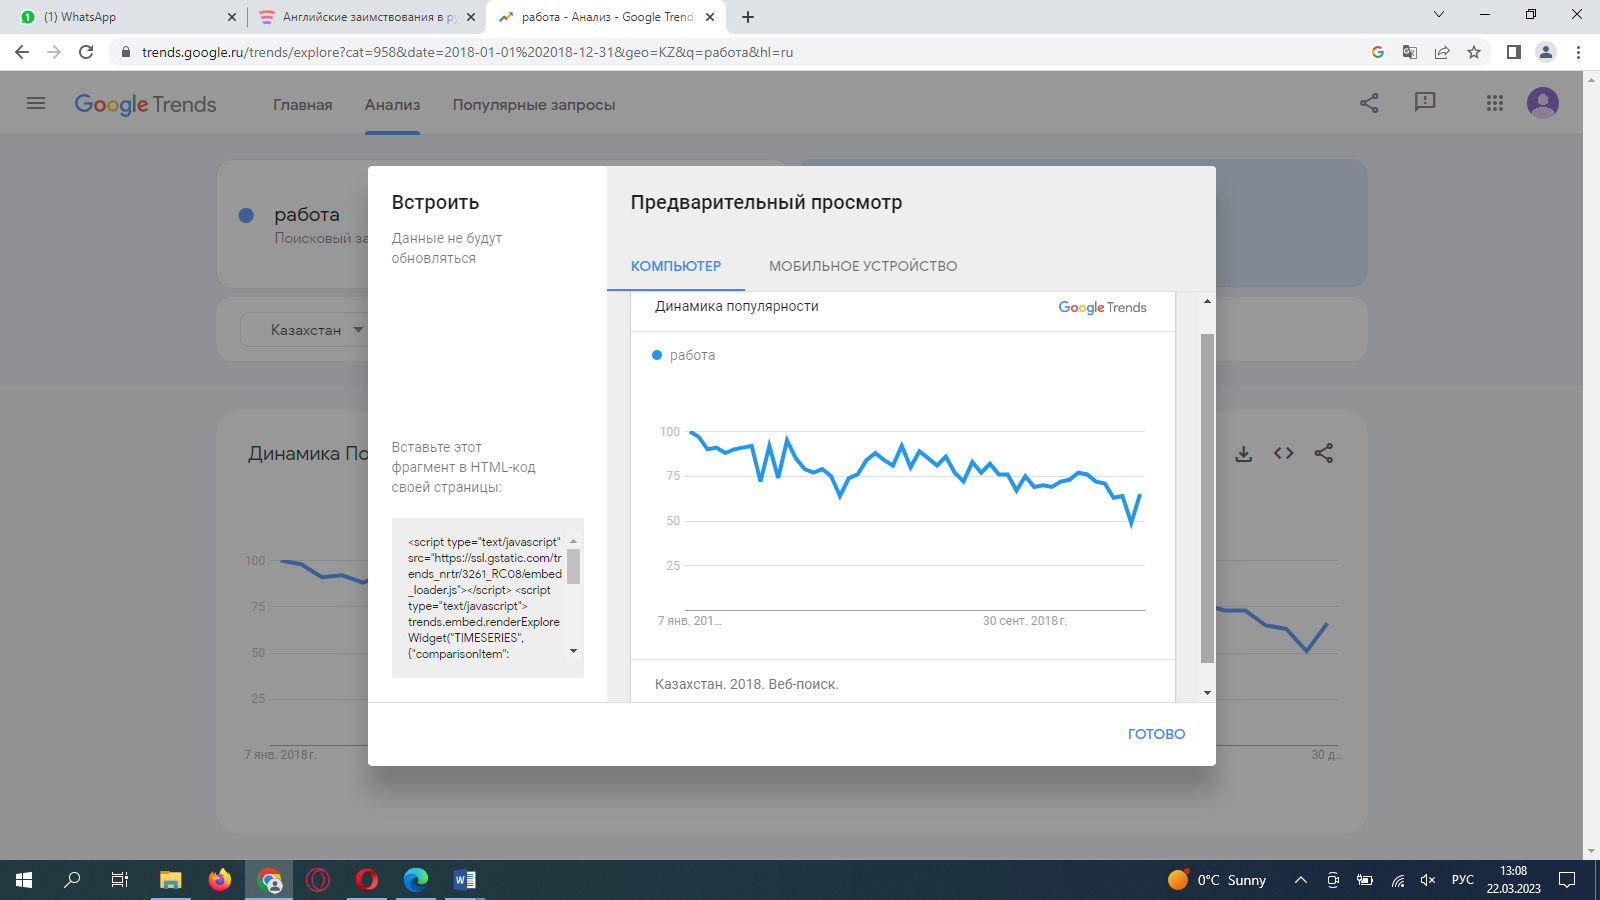 (1) WhatsApp
Английские заимствования в ру
работа - Анализ - Google Trends
trends.google.ru/trends/explore?cat=958&date=2018-01-01%202018-12-31&geo=KZ&q=работа&hl=ru
Google Trends
Главная
Анализ
Популярные запросы
работа
Поисковый за
Казахстан
Динамика По
100
75
50
25
7 янв. 2018 г.
30 д...
Встроить
Данные не будут
обновляться
Вставьте этот
фрагмент в HTML-код
своей страницы:
<script type="text/javascript"
src="https://ssl.gstatic.com/tr
ends_nrtr/3261_RC08/embed
_loader.js"></script> <script
type="text/javascript">
trends.embed.renderExplore
Widget("TIMESERIES",
{"comparisonItem":
Предварительный просмотр
КОМПЬЮТЕР
МОБИЛЬНОЕ УСТРОЙСТВО
Динамика популярности
Google Trends
работа
100
75
50
25
7 янв. 201...
30 сент. 2018 г.
Казахстан. 2018. Веб-поиск.
ГОТОВО
0°C Sunny
РУС
13:08
22.03.2023